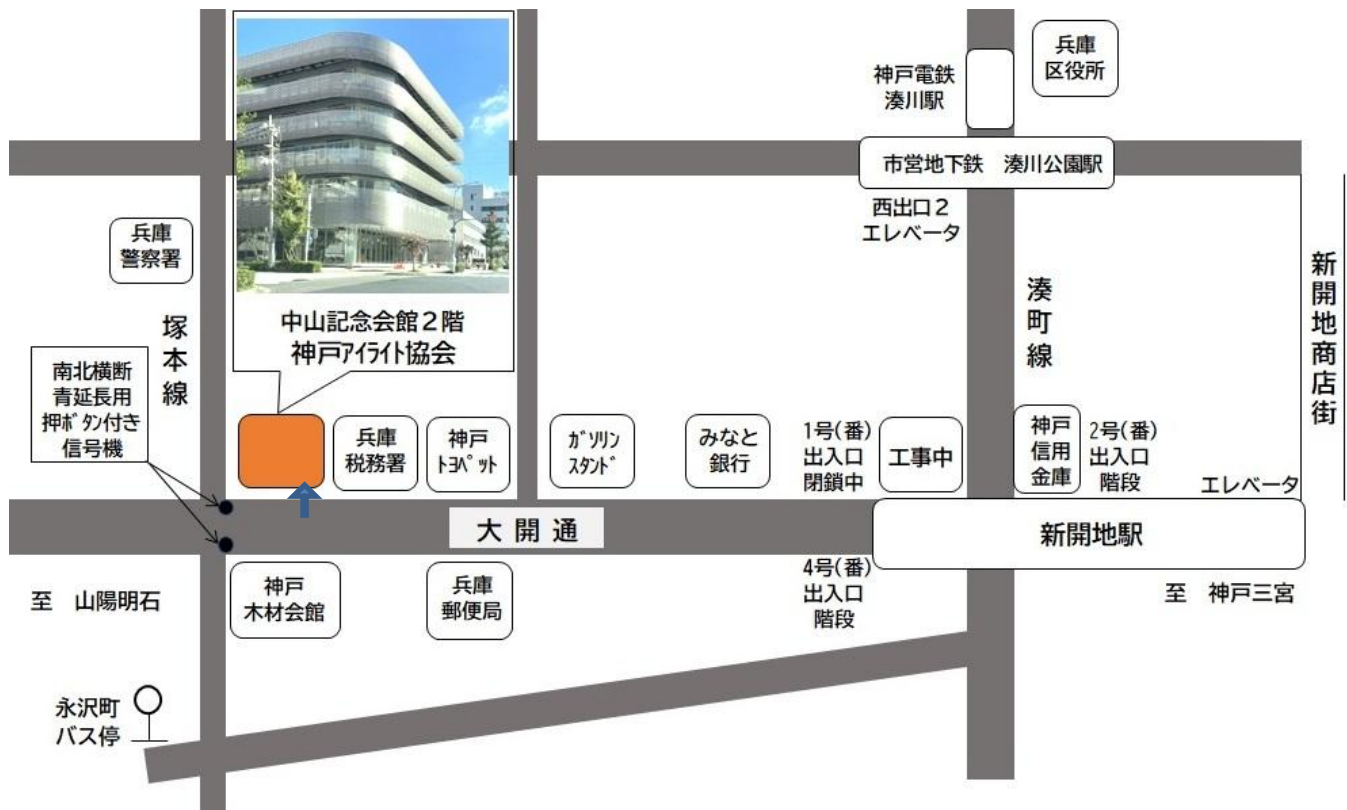 兵庫
区役所
神戸電鉄
湊川駅
市営地下鉄　湊川公園駅
西出口２
エレベータ
兵庫
警察署
塚本線
中山記念会館２階
神戸ｱｲﾗｲﾄ協会
湊町線
新開地商店街
南北横断
青延長用
押ﾎﾞﾀﾝ付き
信号機
兵庫
税務署
神戸
ﾄﾖﾍﾟｯﾄ
ｶﾞｿﾘﾝ
ｽﾀﾝﾄﾞ
みなと
銀行
1号(番)
出入口
閉鎖中
工事中
神戸
信用
金庫
2号(番)
出入口
階段
エレベータ
大開通
新開地駅
至　山陽明石
神戸
木材会館
兵庫
郵便局
4号(番)
出入口
階段
至　神戸三宮
永沢町
バス停